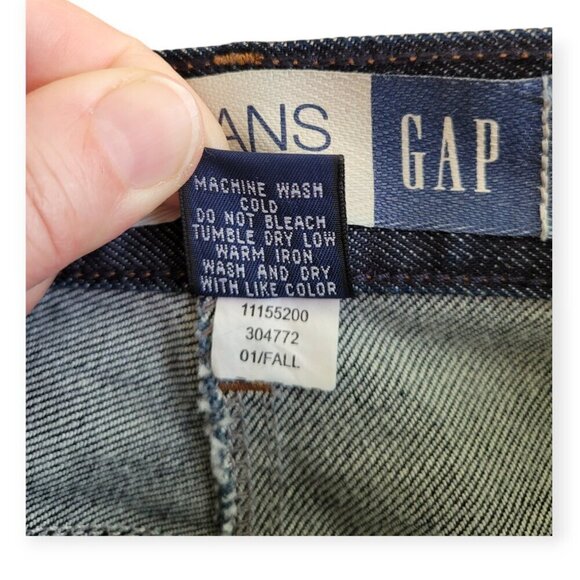 ANS
GAP
MACHINE WASH
COLD
DO NOT BLEACH
TUMBLE DRY LOW
WARM IRON
WASH AND DRY
WITH LIKE COLOR
11155200
304772
01/FALL